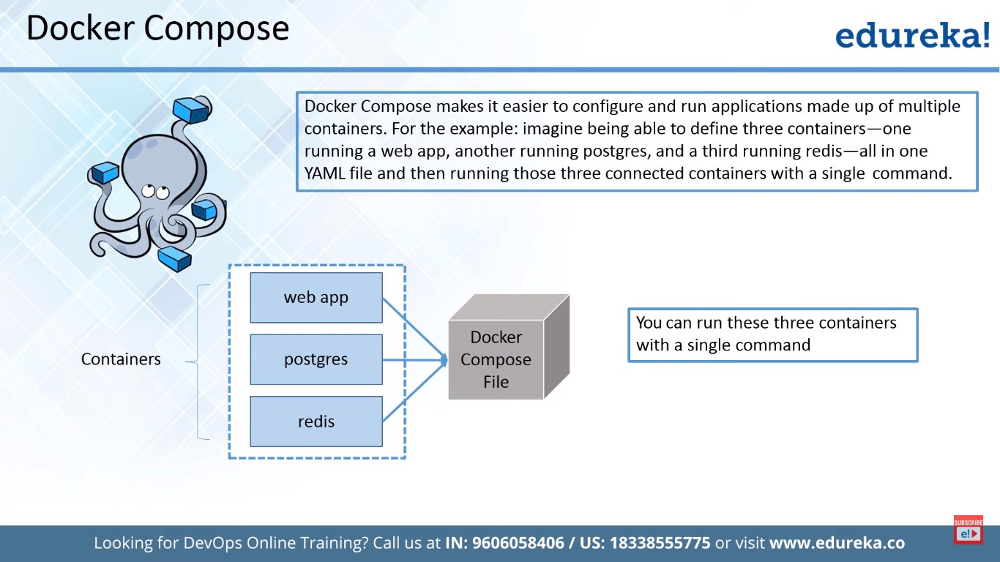 Docker Compose
edureka!
Docker Compose makes it easier to configure and run applications made up of multiple
containers. For the example: imagine being able to define three containers—one
running a web app, another running postgres, and a third running redis—all in one
YAML file and then running those three connected containers with a single command.
Containers
web app
postgres
redis
Docker
Compose
File
You can run these three containers
with a single command
SUBSCRIBE
e!
Looking for DevOps Online Training? Call us at IN: 9606058406 / US: 18338555775 or visit www.edureka.co